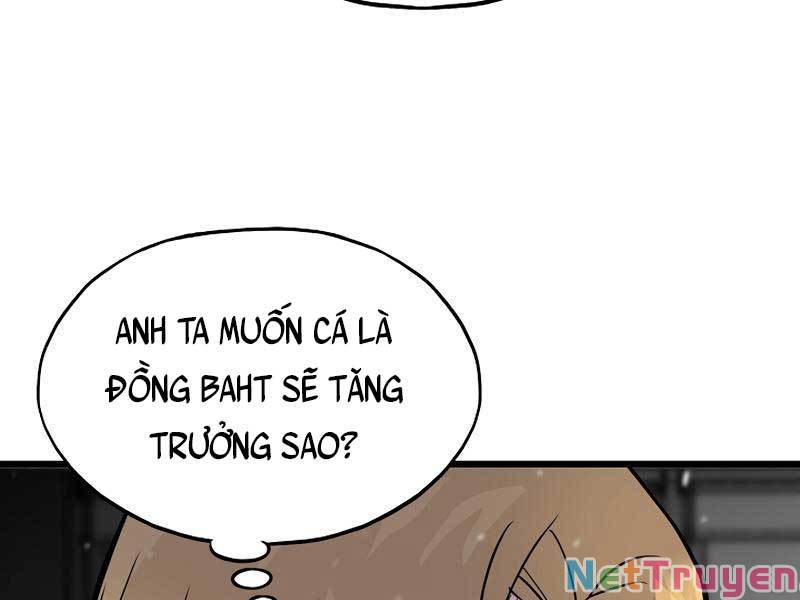 ANH TA MUỐN CÁ LÀ
ĐỒNG BAHT SẼ TĂNG
TRƯỞNG SAO?
NetTruyen